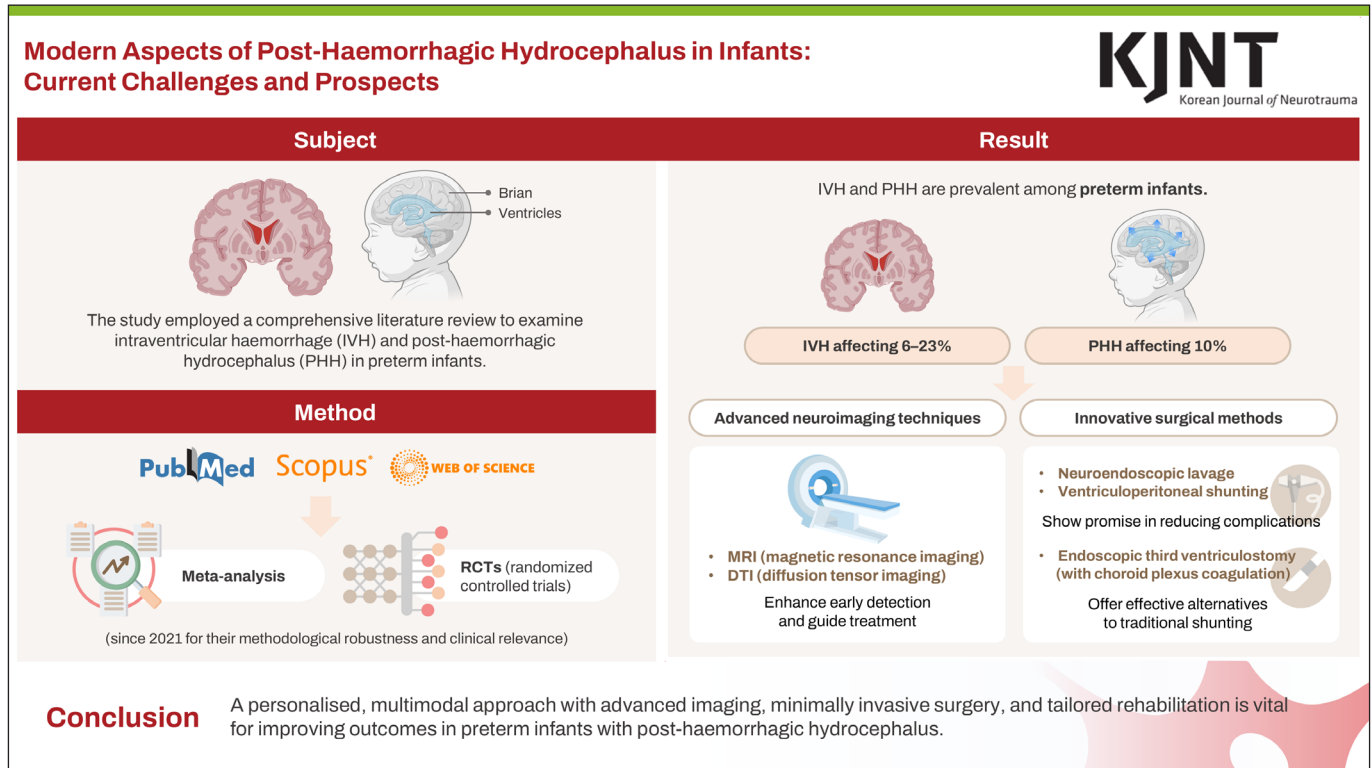 Modern Aspects of Post-Haemorrhagic Hydrocephalus in Infants:
Current Challenges and Prospects
KJNT
Korean Journal of Neurotrauma
Subject
Brian
Ventricles
The study employed a comprehensive literature review to examine
intraventricular haemorrhage (IVH) and post-haemorrhagic
hydrocephalus (PHH) in preterm infants.
Method
PubMed
Scopus®
WEB OF SCIENCE
Meta-analysis
RCTs (randomized
controlled trials)
(since 2021 for their methodological robustness and clinical relevance)
Result
IVH and PHH are prevalent among preterm infants.
IVH affecting 6–23%
PHH affecting 10%
Advanced neuroimaging techniques
• MRI (magnetic resonance imaging)
• DTI (diffusion tensor imaging)
Enhance early detection
and guide treatment
Innovative surgical methods
• Neuroendoscopic lavage
• Ventriculoperitoneal shunting
Show promise in reducing complications
• Endoscopic third ventriculostomy
(with choroid plexus coagulation)
Offer effective alternatives
to traditional shunting
Conclusion
A personalised, multimodal approach with advanced imaging, minimally invasive surgery, and tailored rehabilitation is vital
for improving outcomes in preterm infants with post-haemorrhagic hydrocephalus.